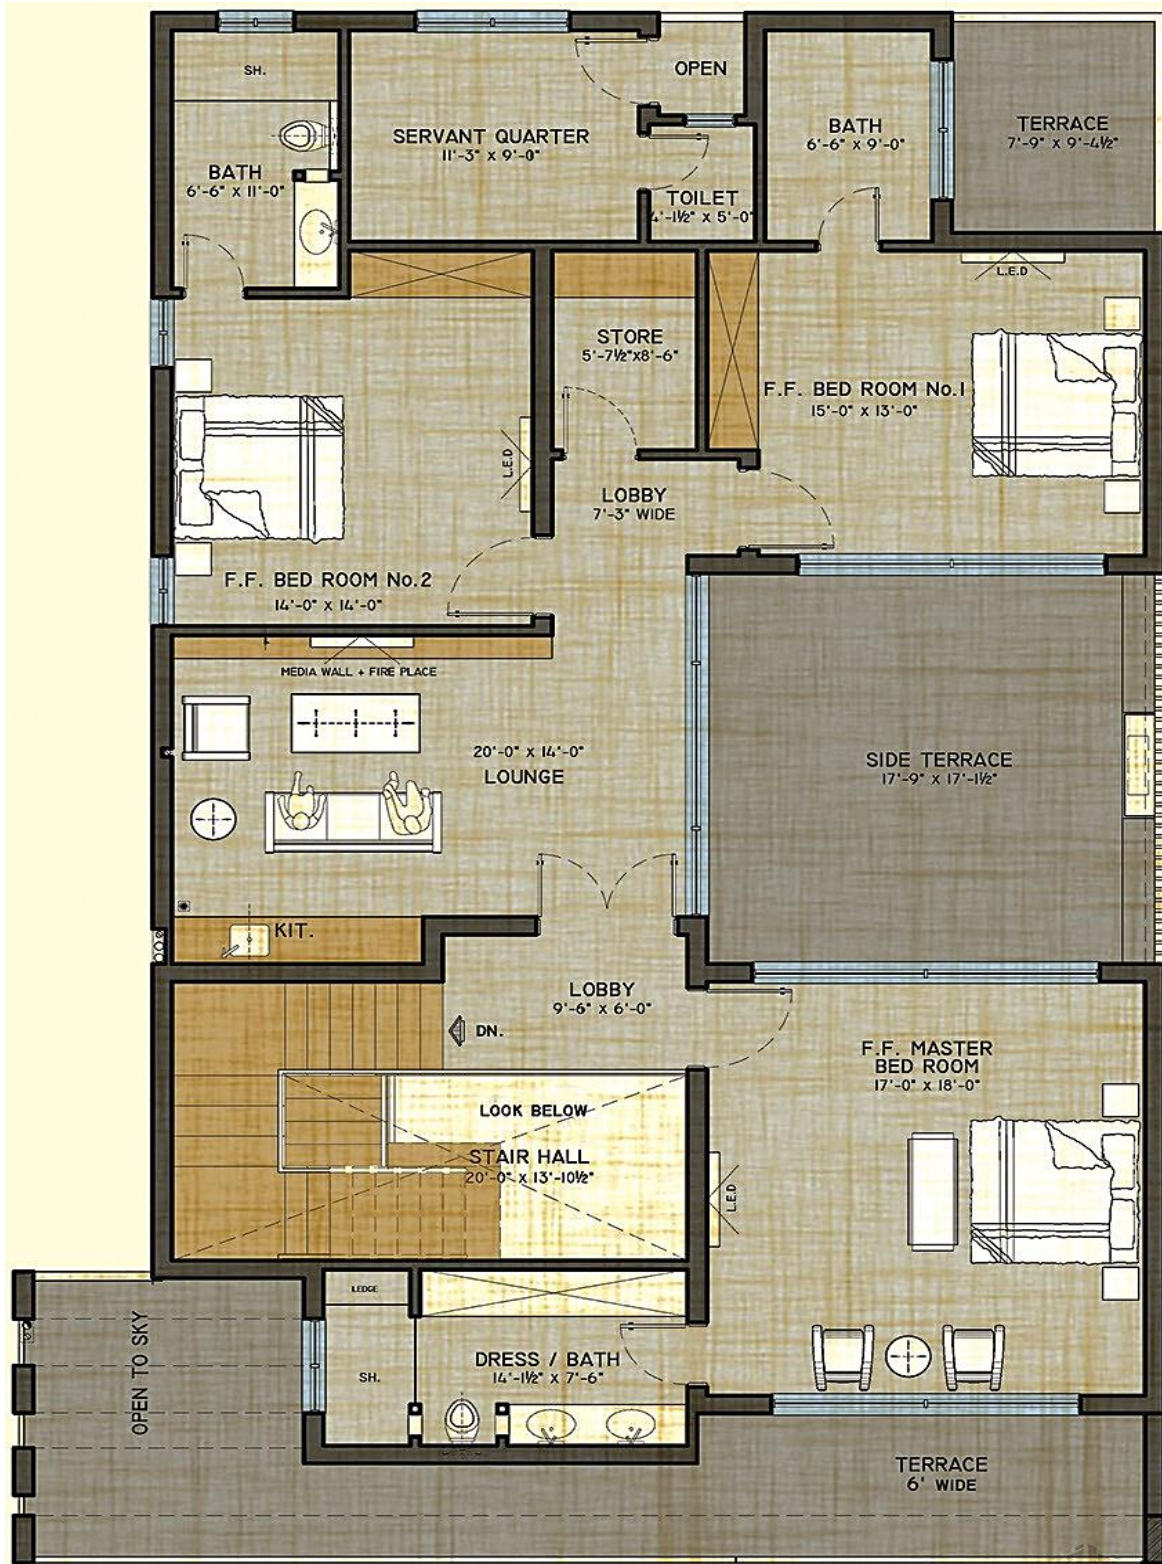 SH.
OPEN
SERVANT QUARTER
11'-3" X 9'-0"
BATH
6'-6" X 9'-0"
TERRACE
7'-9" X 9'-4½"
BATH
6'-6" X 11'-0"
TOILET
4'-1½" X 5'-0"
L.E.D
STORE
5'-7½"x8'-6"
F.F. BED ROOM No.1
15'-0" X 13'-0"
L.E.D
LOBBY
7'-3" WIDE
F.F. BED ROOM No.2
14'-0" X 14'-0"
MEDIA WALL + FIRE PLACE
20'-0" X 14'-0"
LOUNGE
SIDE TERRACE
17'-9" X 17'-1½"
KIT.
LOBBY
9'-6" X 6'-0"
DN.
F.F. MASTER
BED ROOM
17'-0" X 18'-0"
LOOK BELOW
STAIR HALL
20'-0" X 13'-10½"
L.E.D
LEDGE
OPEN TO SKY
SH.
DRESS / BATH
14'-1½" X 7'-6"
TERRACE
6' WIDE